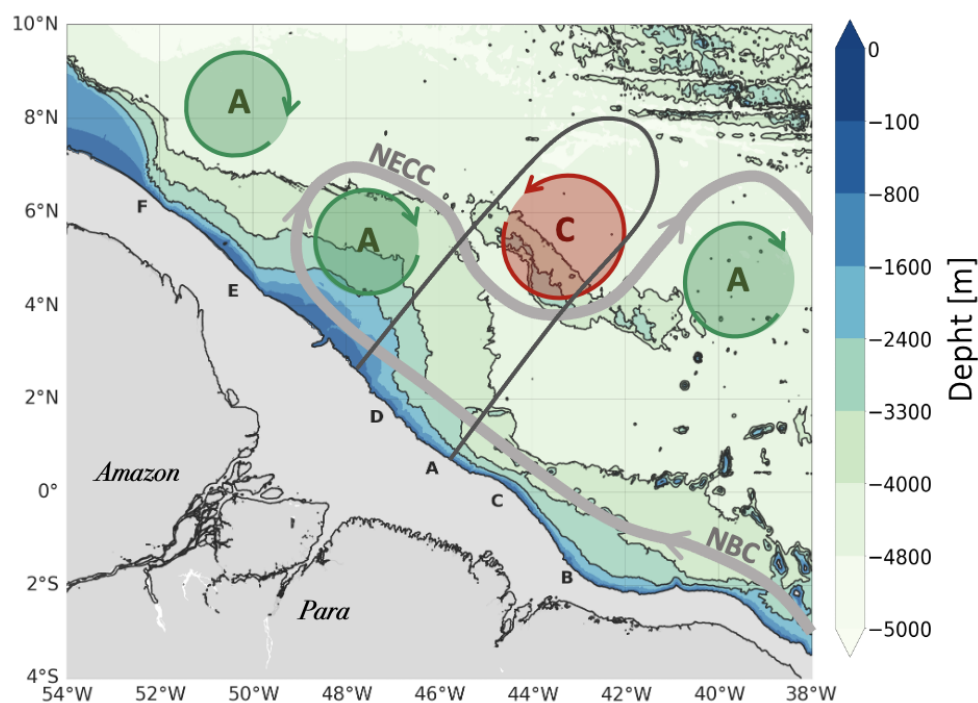 10°N
8°N
6°N
4°N
2°N
0°
2°S
4°S
54°W 52°W 50°W 48°W 46°W 44°W 42°W 40°W 38°W
A
NECC
A
C
A
F
E
D
A
C
B
NBC
Amazon
Para
0
−100
−800
−1600
−2400
−3300
−4000
−4800
−5000
Depht [m]